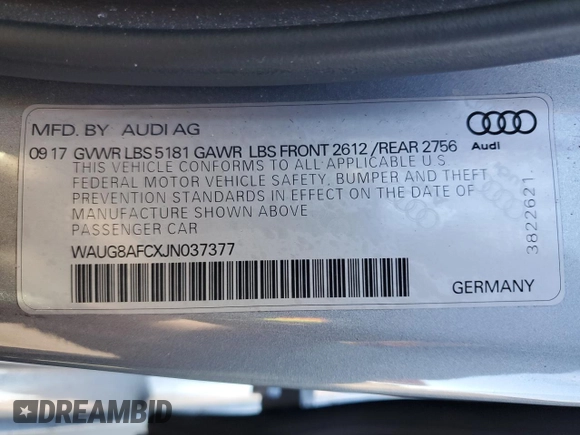 MFD. BY AUDI AG
Audi
09 17 GVWR LBS 5181 GAWR LBS FRONT 2612 /REAR 2756
THIS VEHICLE CONFORMS TO ALL APPLICABLE U.S.
FEDERAL MOTOR VEHICLE SAFETY, BUMPER AND THEFT
PREVENTION STANDARDS IN EFFECT ON THE DATE OF
MANUFACTURE SHOWN ABOVE
PASSENGER CAR
WAUG8AFCXJN037377
3822621
GERMANY
DREAMBID